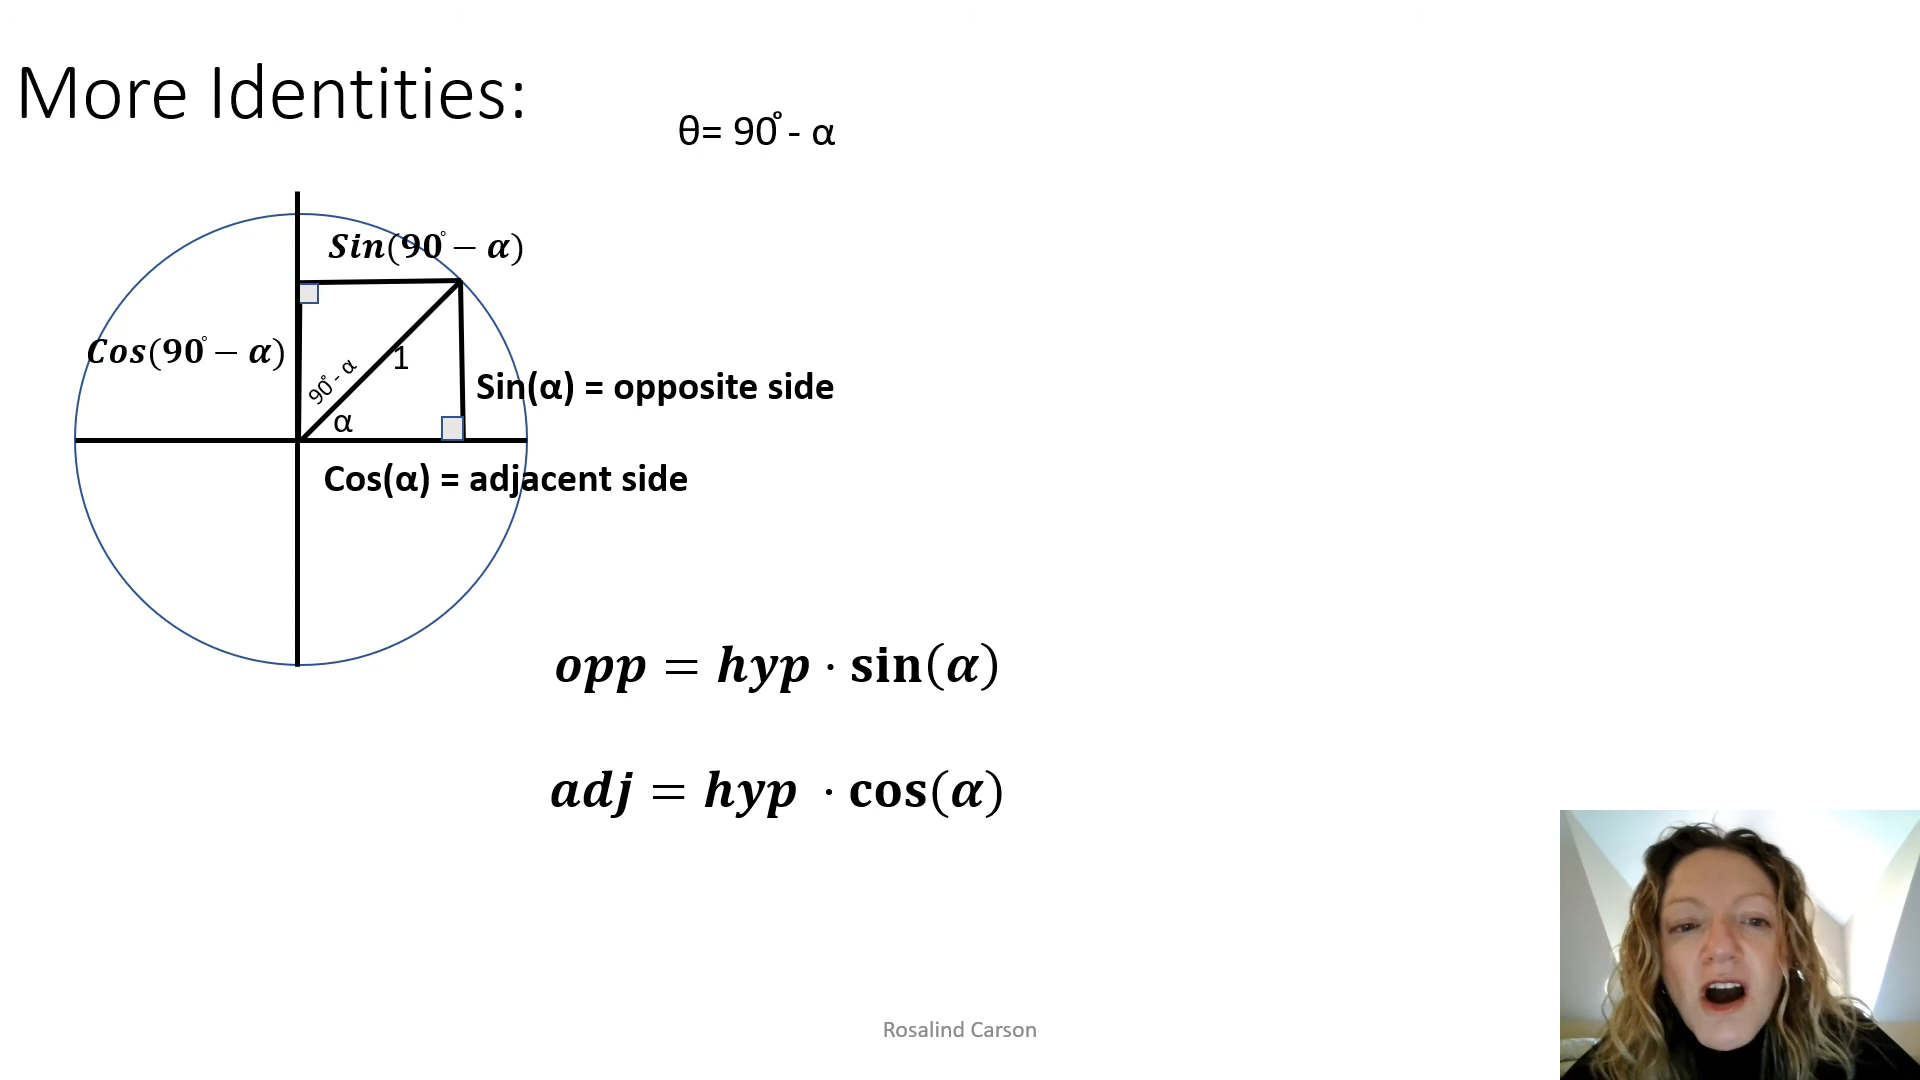 More Identities:
θ= 90° - α
Sin(90° − α)
Cos(90° − α)
90° - α
1
α
Sin(α) = opposite side
Cos(α) = adjacent side
opp = hyp · sin(α)
adj = hyp · cos(α)
Rosalind Carson